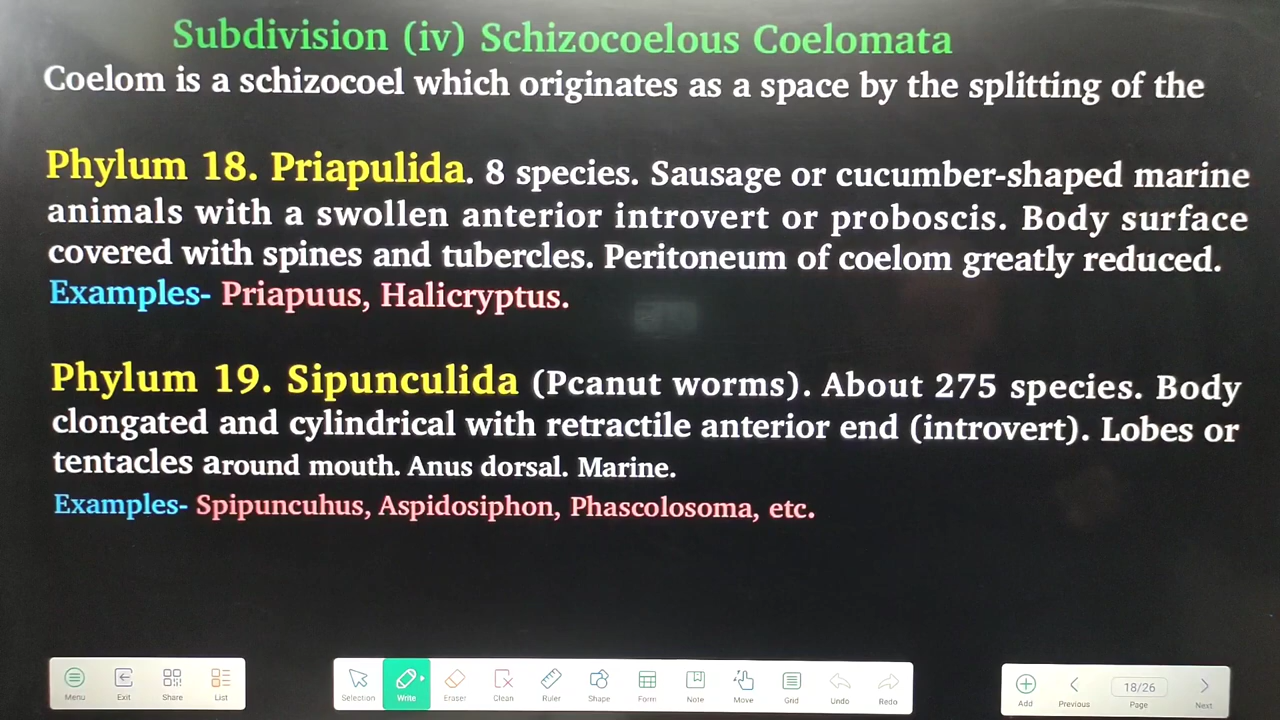 Subdivision (iv) Schizocoelous Coelomata
Coelom is a schizocoel which originates as a space by the splitting of the
Phylum 18. Priapulida. 8 species. Sausage or cucumber-shaped marine
animals with a swollen anterior introvert or proboscis. Body surface
covered with spines and tubercles. Peritoneum of coelom greatly reduced.
Examples- Priapuus, Halicryptus.
Phylum 19. Sipunculida (Pcanut worms). About 275 species. Body
clongated and cylindrical with retractile anterior end (introvert). Lobes or
tentacles around mouth. Anus dorsal. Marine.
Examples- Spipuncuhus, Aspidosiphon, Phascolosoma, etc.
Menu Exit Share List Selection Write Eraser Clean Ruler Shape Form Note Move Grid Undo Redo Add Previous 18/26 Page Next